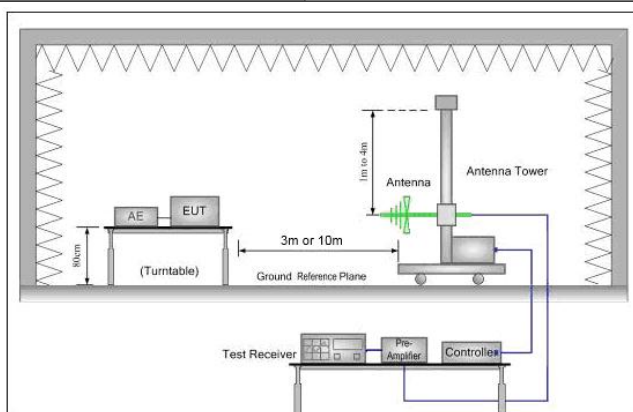 1m to 4m
Antenna
Antenna Tower
AE
EUT
80cm
3m or 10m
(Turntable)
Ground Reference Plane
Test Receiver
Pre-
Amplifier
Controller